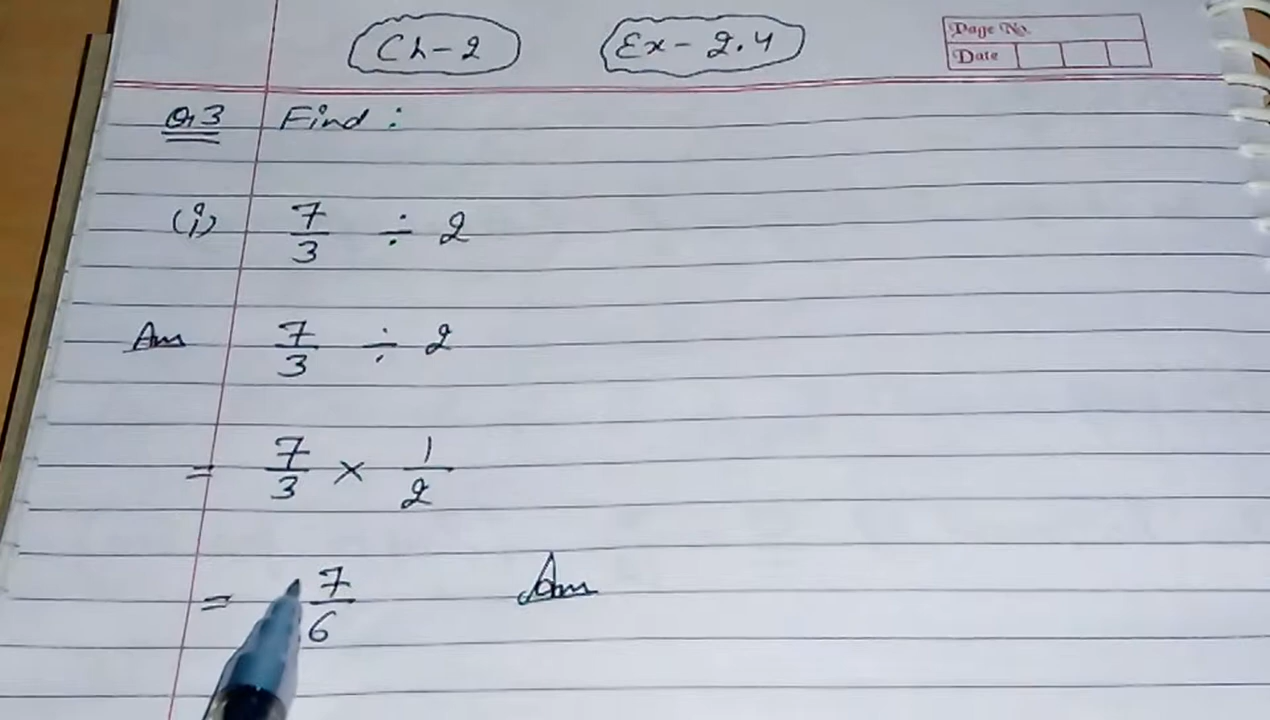 Ch-2 Ex-2.4
Page No.
Date
Q.3 Find :
(i) 7/3 ÷ 2
Ans 7/3 ÷ 2
= 7/3 × 1/2
= 7/6 Ans